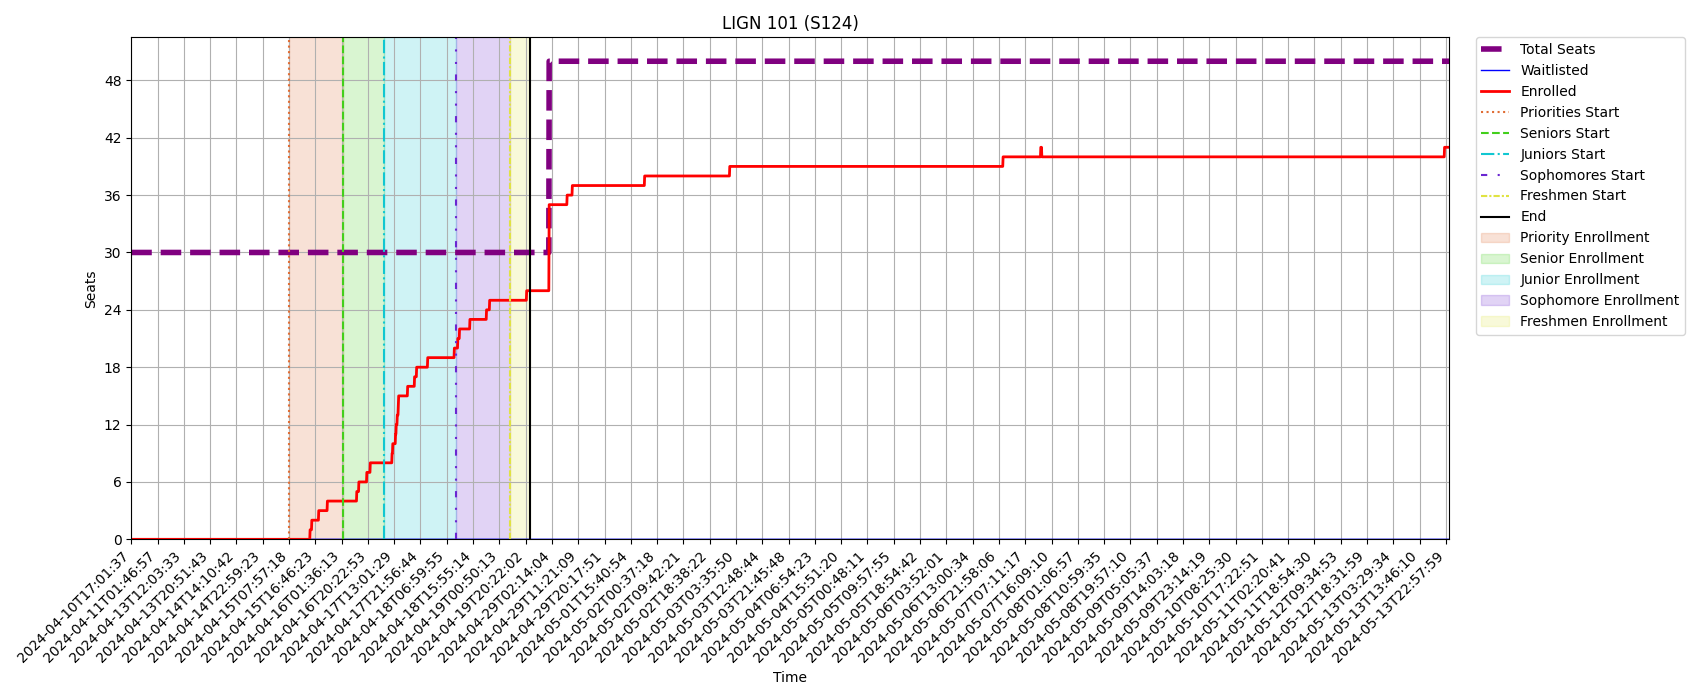 LIGN 101 (S124)
Total Seats
Waitlisted
Enrolled
Priorities Start
Seniors Start
Juniors Start
Sophomores Start
Freshmen Start
End
Priority Enrollment
Senior Enrollment
Junior Enrollment
Sophomore Enrollment
Freshmen Enrollment
Seats
48
42
36
30
24
18
12
6
0
2024-04-10T17:01:37
2024-04-11T01:46:57
2024-04-13T12:03:33
2024-04-13T20:51:43
2024-04-14T14:10:42
2024-04-14T22:59:23
2024-04-15T07:57:18
2024-04-15T16:46:23
2024-04-16T01:36:13
2024-04-16T20:22:53
2024-04-17T13:01:29
2024-04-17T21:56:44
2024-04-18T06:59:55
2024-04-18T15:55:14
2024-04-19T00:50:13
2024-04-19T20:22:02
2024-04-29T02:14:04
2024-04-29T11:21:09
2024-04-29T20:17:51
2024-05-01T15:40:54
2024-05-02T00:37:18
2024-05-02T09:42:21
2024-05-02T18:38:22
2024-05-03T03:35:50
2024-05-03T12:48:44
2024-05-03T21:45:48
2024-05-04T06:54:23
2024-05-04T15:51:20
2024-05-05T00:48:11
2024-05-05T09:57:55
2024-05-05T18:54:42
2024-05-06T03:52:01
2024-05-06T13:00:34
2024-05-06T21:58:06
2024-05-07T07:11:17
2024-05-07T16:09:10
2024-05-08T01:06:57
2024-05-08T10:59:35
2024-05-08T19:57:10
2024-05-09T05:05:37
2024-05-09T14:03:18
2024-05-09T23:14:19
2024-05-10T08:25:30
2024-05-10T17:22:51
2024-05-11T02:20:41
2024-05-11T18:54:30
2024-05-12T09:34:53
2024-05-12T18:31:59
2024-05-13T03:29:34
2024-05-13T13:46:10
2024-05-13T22:57:59
Time